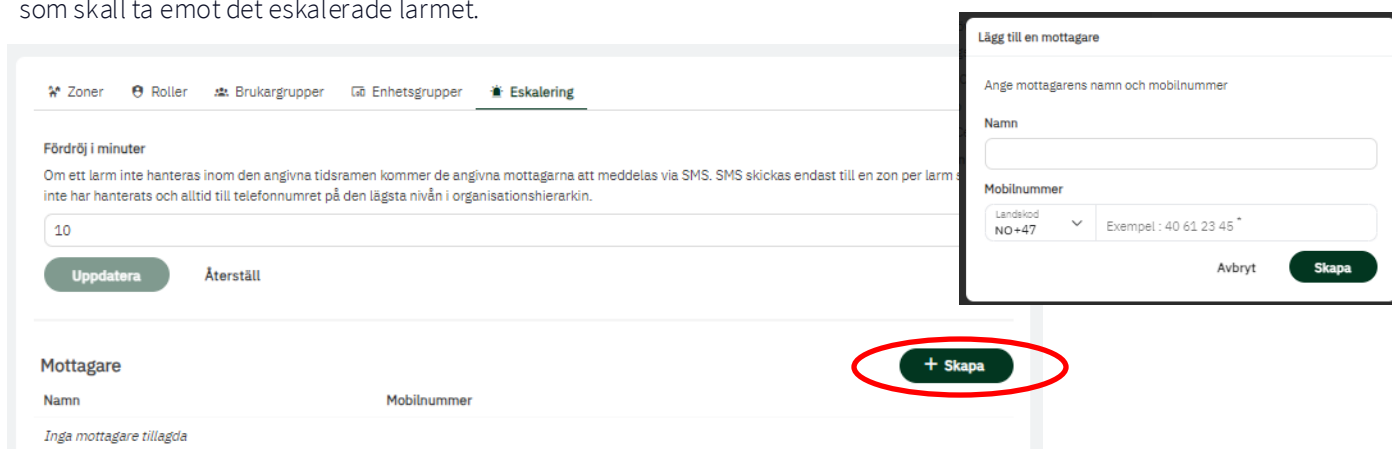 som skall ta emot det eskalerade larmet.
Zoner Roller Brukargrupper Enhetsgrupper Eskalering
Fördröj i minuter
Om ett larm inte hanteras inom den angivna tidsramen kommer de angivna mottagarna att meddelas via SMS. SMS skickas endast till en zon per larm
inte har hanterats och alltid till telefonnumret på den lägsta nivån i organisationshierarkin.
10
Uppdatera Återställ
Mottagare
+ Skapa
Namn Mobilnummer
Inga mottagare tillagda
Lägg till en mottagare
Ange mottagarens namn och mobilnummer
Namn
Mobilnummer
Landskod
NO+47
Exempel : 40 61 23 45 *
Avbryt Skapa